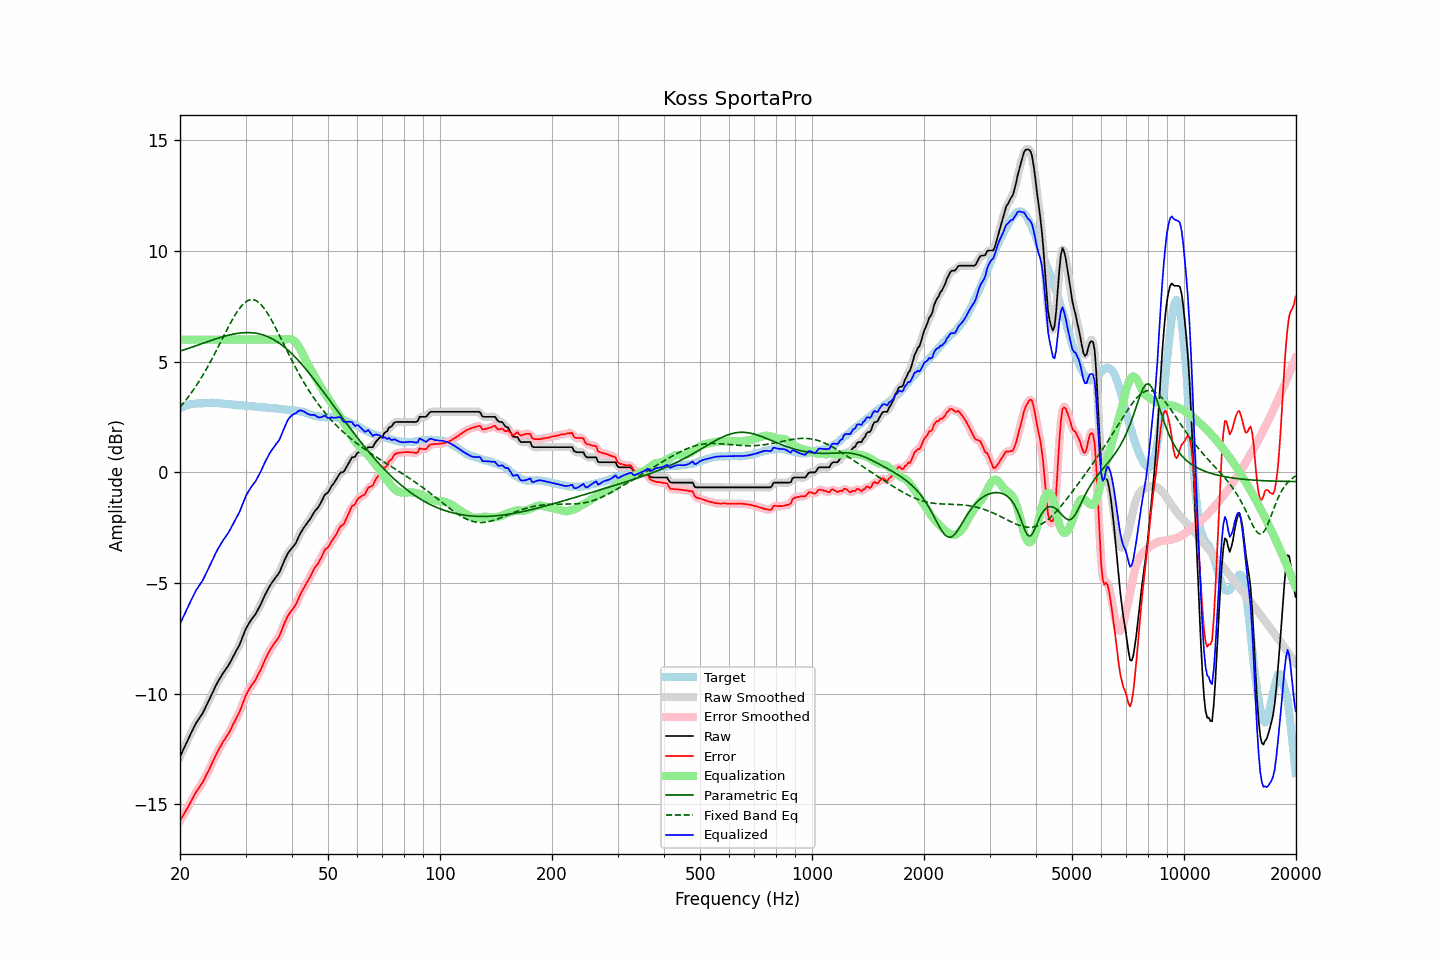 Koss SportaPro
15
10
5
0
−5
−10
−15
Amplitude (dBr)
Target
Raw Smoothed
Error Smoothed
Raw
Error
Equalization
Parametric Eq
Fixed Band Eq
Equalized
20
50
100
200
500
1000
2000
5000
10000
20000
Frequency (Hz)